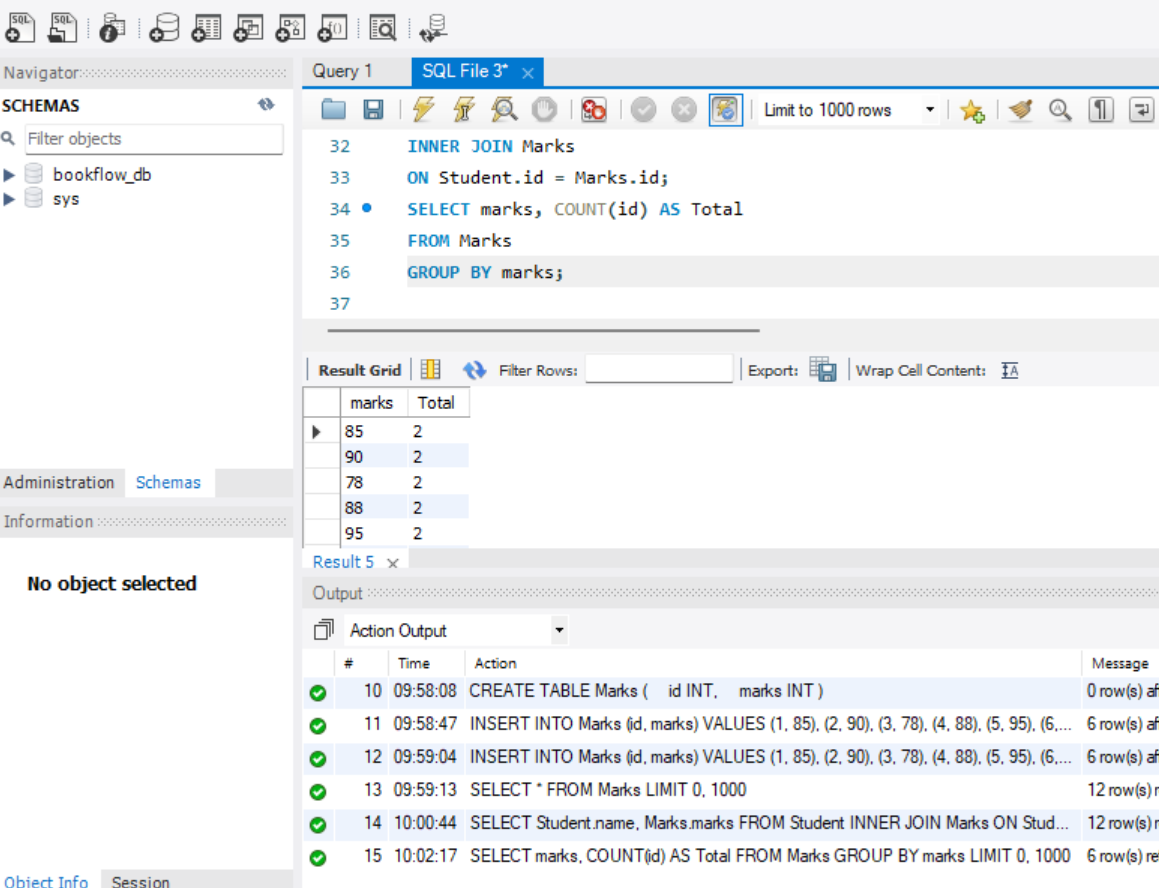 Navigator
SCHEMAS
Filter objects
bookflow_db
sys
Administration Schemas
Information
No object selected
Object Info Session
Query 1 SQL File 3*
Limit to 1000 rows
32 INNER JOIN Marks
33 ON Student.id = Marks.id;
34 SELECT marks, COUNT(id) AS Total
35 FROM Marks
36 GROUP BY marks;
37
Result Grid Filter Rows: Export: Wrap Cell Content:
marks Total
85 2
90 2
78 2
88 2
95 2
Result 5
Output
Action Output
# Time Action Message
10 09:58:08 CREATE TABLE Marks ( id INT, marks INT ) 0 row(s) af
11 09:58:47 INSERT INTO Marks (id, marks) VALUES (1, 85), (2, 90), (3, 78), (4, 88), (5, 95), (6,... 6 row(s) af
12 09:59:04 INSERT INTO Marks (id, marks) VALUES (1, 85), (2, 90), (3, 78), (4, 88), (5, 95), (6,... 6 row(s) af
13 09:59:13 SELECT * FROM Marks LIMIT 0, 1000 12 row(s) r
14 10:00:44 SELECT Student.name, Marks.marks FROM Student INNER JOIN Marks ON Stud... 12 row(s) r
15 10:02:17 SELECT marks, COUNT(id) AS Total FROM Marks GROUP BY marks LIMIT 0, 1000 6 row(s) re